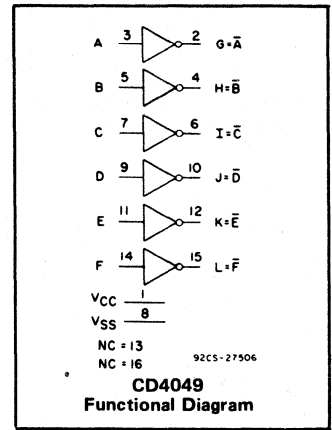 A 3 2 G=A̅
B 5 4 H=B̅
C 7 6 I=C̅
D 9 10 J=D̅
E 11 12 K=E̅
F 14 15 L=F̅
VCC 1
VSS 8
NC = 13
NC = 16
92CS-27506
CD4049
Functional Diagram